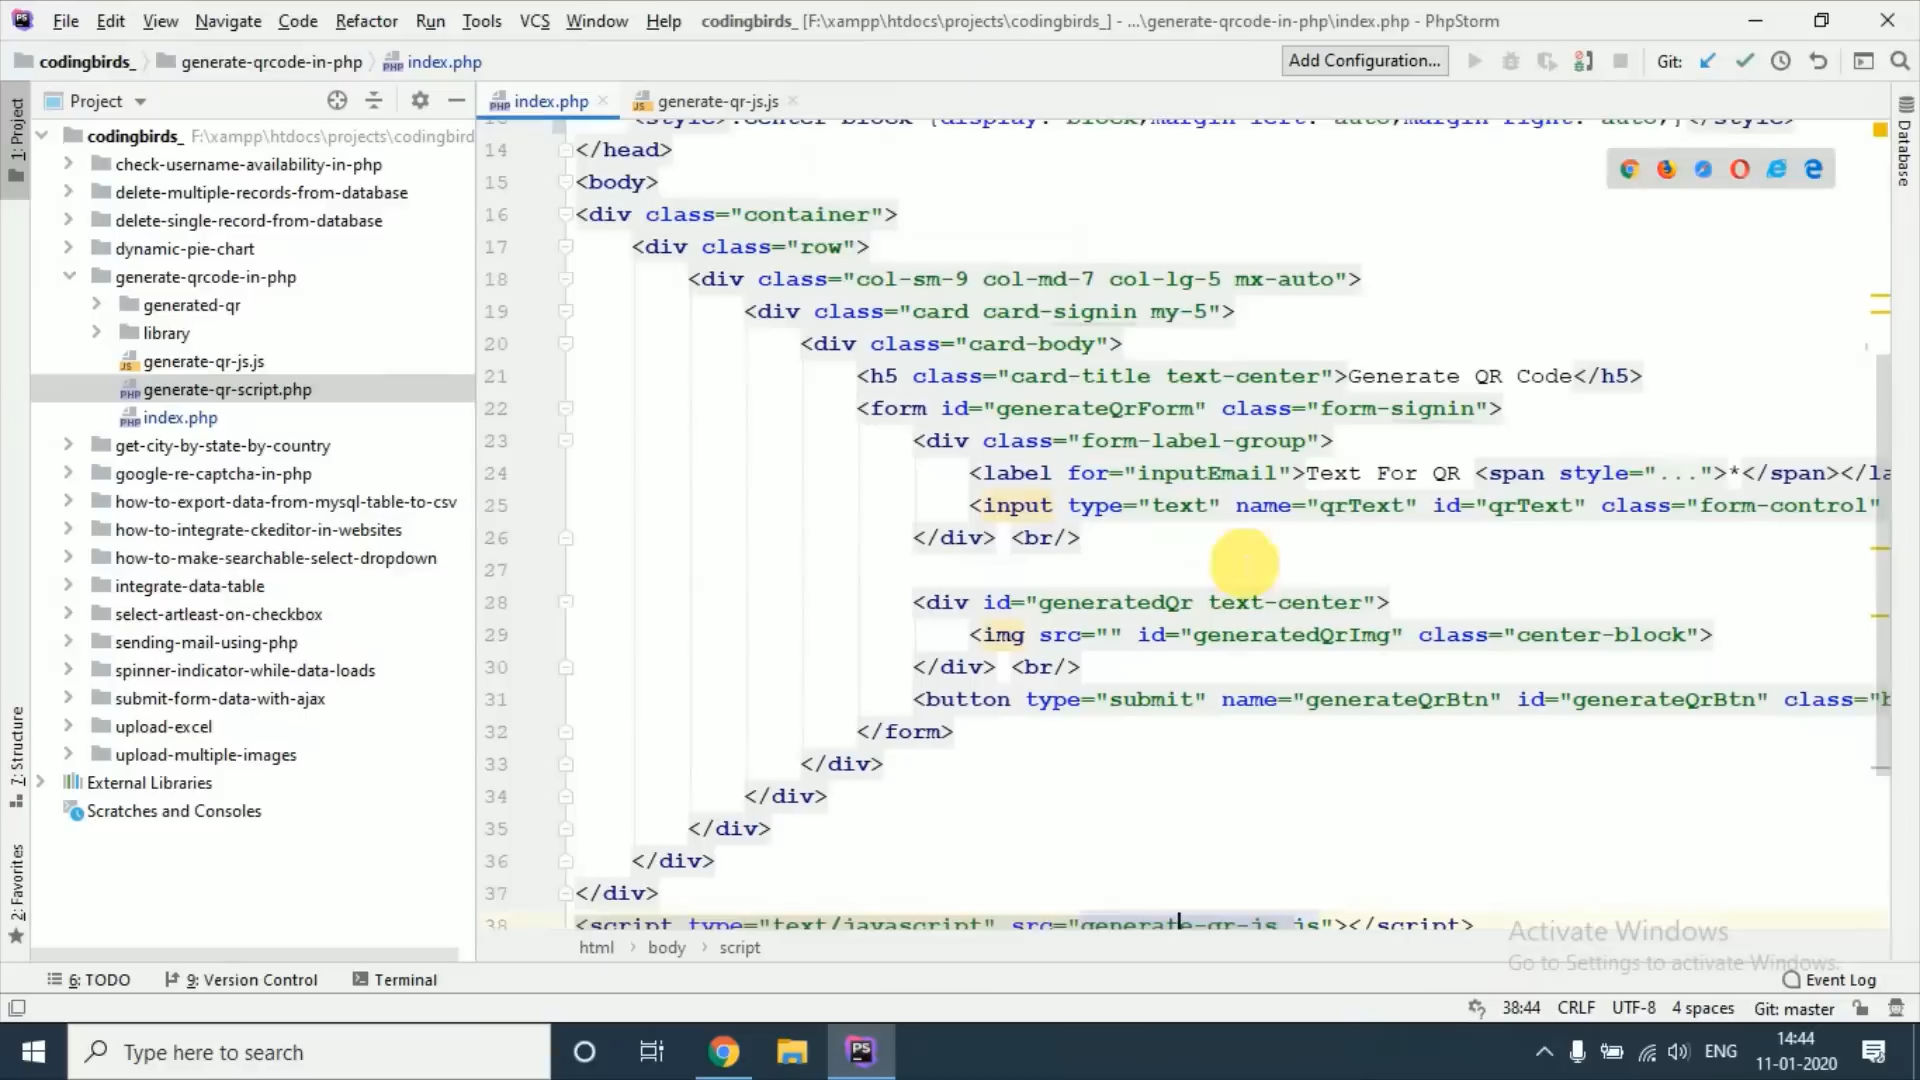 File Edit View Navigate Code Refactor Run Tools VCS Window Help codingbirds_ [F:\xampp\htdocs\projects\codingbirds_] - ...\generate-qrcode-in-php\index.php - PhpStorm
codingbirds_ generate-qrcode-in-php index.php Add Configuration... Git:
Project
index.php
generate-qr-js.js
1: Project
7: Structure
2: Favorites
Database
codingbirds_ F:\xampp\htdocs\projects\codingbird
check-username-availability-in-php
delete-multiple-records-from-database
delete-single-record-from-database
dynamic-pie-chart
generate-qrcode-in-php
generated-qr
library
generate-qr-js.js
generate-qr-script.php
index.php
get-city-by-state-by-country
google-re-captcha-in-php
how-to-export-data-from-mysql-table-to-csv
how-to-integrate-ckeditor-in-websites
how-to-make-searchable-select-dropdown
integrate-data-table
select-artleast-on-checkbox
sending-mail-using-php
spinner-indicator-while-data-loads
submit-form-data-with-ajax
upload-excel
upload-multiple-images
External Libraries
Scratches and Consoles
14 </head>
15 <body>
16 <div class="container">
17 <div class="row">
18 <div class="col-sm-9 col-md-7 col-lg-5 mx-auto">
19 <div class="card card-signin my-5">
20 <div class="card-body">
21 <h5 class="card-title text-center">Generate QR Code</h5>
22 <form id="generateQrForm" class="form-signin">
23 <div class="form-label-group">
24 <label for="inputEmail">Text For QR <span style="...">*</span></la
25 <input type="text" name="qrText" id="qrText" class="form-control"
26 </div> <br/>
27
28 <div id="generatedQr text-center">
29 <img src="" id="generatedQrImg" class="center-block">
30 </div> <br/>
31 <button type="submit" name="generateQrBtn" id="generateQrBtn" class="b
32 </form>
33 </div>
34 </div>
35 </div>
36 </div>
37 </div>
38 <script type="text/javascript" src="generate-qr-js.js"></script>
html body script
Activate Windows
Go to Settings to activate Windows.
6: TODO 9: Version Control Terminal Event Log
38:44 CRLF UTF-8 4 spaces Git: master
Type here to search
ENG
14:44
11-01-2020